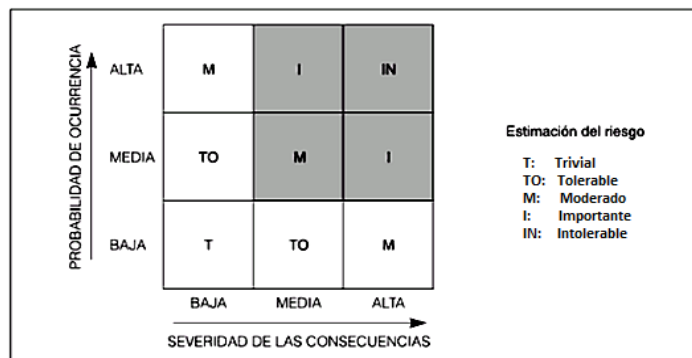 PROBABILIDAD DE OCURRENCIA
ALTA M I IN
MEDIA TO M I
BAJA T TO M
BAJA MEDIA ALTA
SEVERIDAD DE LAS CONSECUENCIAS
Estimación del riesgo
T: Trivial
TO: Tolerable
M: Moderado
I: Importante
IN: Intolerable